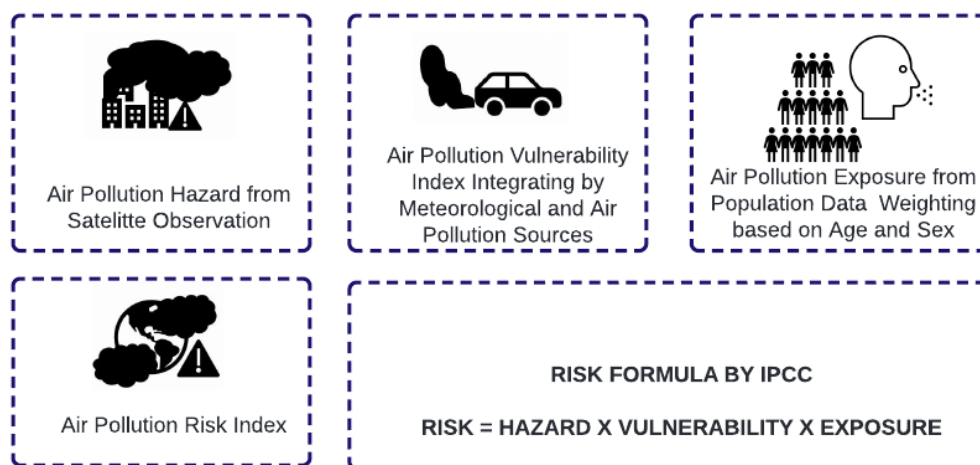 Air Pollution Hazard from
Satelitte Observation
Air Pollution Vulnerability
Index Integrating by
Meteorological and Air
Pollution Sources
Air Pollution Exposure from
Population Data Weighting
based on Age and Sex
Air Pollution Risk Index
RISK FORMULA BY IPCC
RISK = HAZARD X VULNERABILITY X EXPOSURE